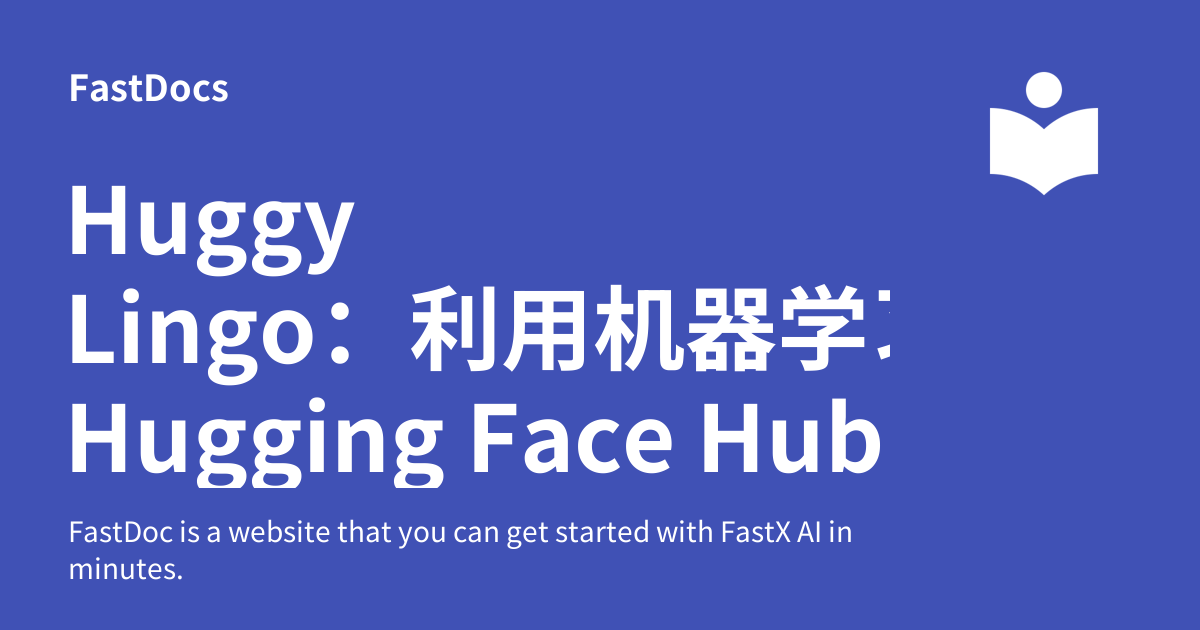 FastDocs
Huggy
Lingo：利用机器学
Hugging Face Hub
FastDoc is a website that you can get started with FastX AI in
minutes.